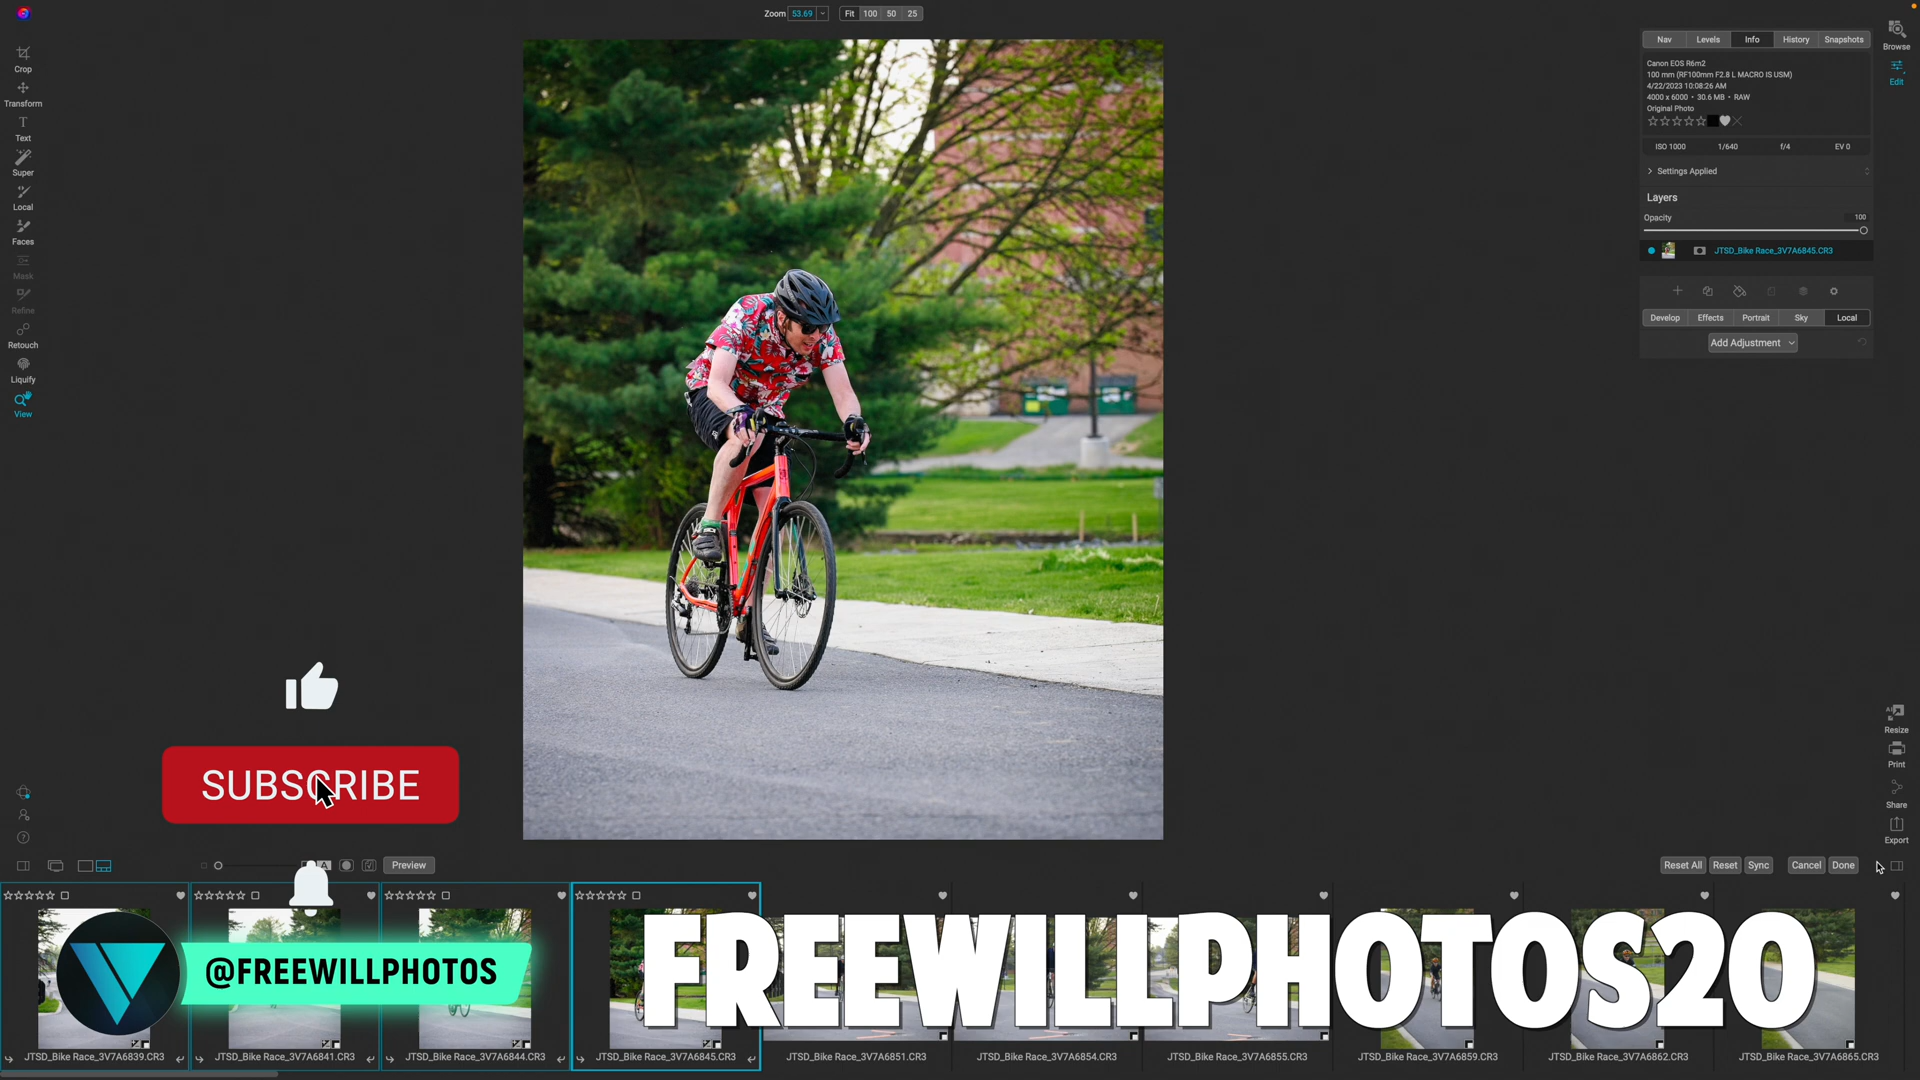 Zoom 53.69 Fit 100 50 25
Crop
Transform
Text
Super
Local
Faces
Mask
Refine
Retouch
Liquify
View
Nav Levels Info History Snapshots
Canon EOS R6m2
100 mm (RF100mm F2.8 L MACRO IS USM)
4/22/2023 10:08:26 AM
4000 x 6000 • 30.6 MB • RAW
Original Photo
ISO 1000 1/640 f/4 EV 0
Settings Applied
Layers
Opacity 100
JTSD_Bike Race_3V7A6845.CR3
Develop Effects Portrait Sky Local
Add Adjustment
Browse
Edit
Resize
Print
Share
Export
SUBSCRIBE
A Preview
Reset All Reset Sync Cancel Done
@FREEWILLPHOTOS
FREEWILLPHOTOS20
JTSD_Bike Race_3V7A6839.CR3
JTSD_Bike Race_3V7A6841.CR3
JTSD_Bike Race_3V7A6844.CR3
JTSD_Bike Race_3V7A6845.CR3
JTSD_Bike Race_3V7A6851.CR3
JTSD_Bike Race_3V7A6854.CR3
JTSD_Bike Race_3V7A6855.CR3
JTSD_Bike Race_3V7A6859.CR3
JTSD_Bike Race_3V7A6862.CR3
JTSD_Bike Race_3V7A6865.CR3